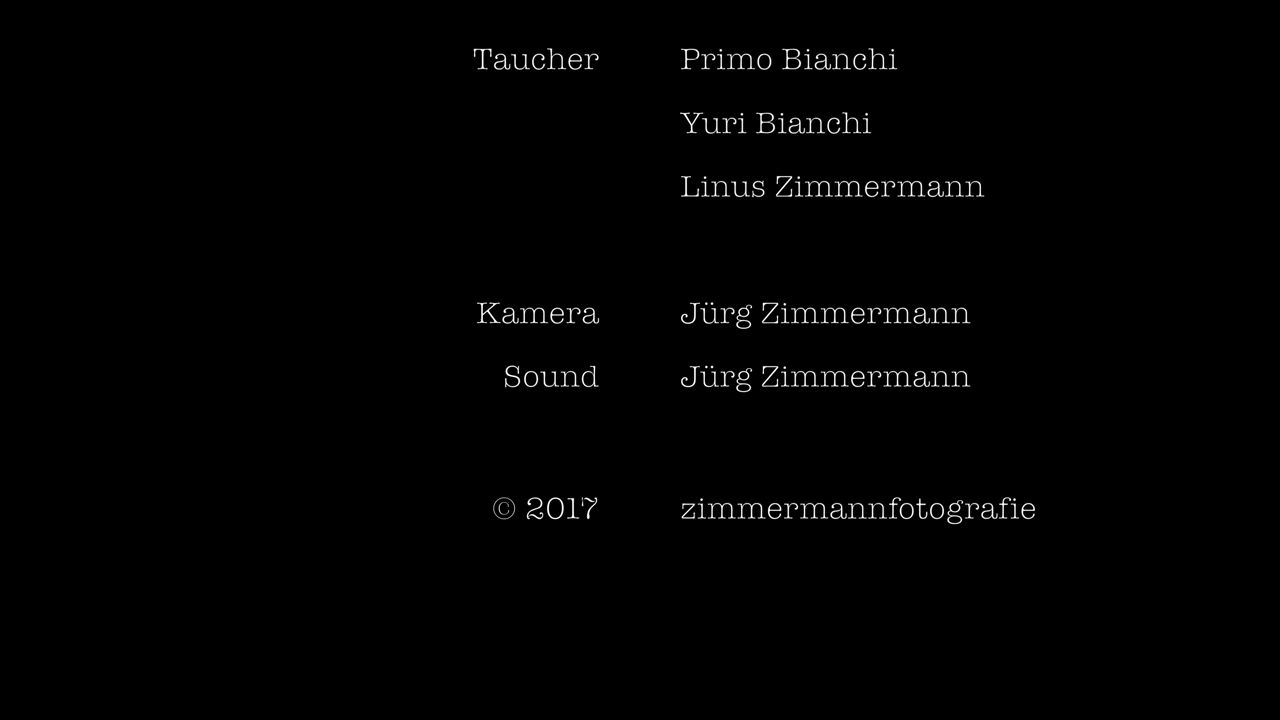 Taucher Primo Bianchi
Yuri Bianchi
Linus Zimmermann
Kamera Jürg Zimmermann
Sound Jürg Zimmermann
© 2017 zimmermannfotografie